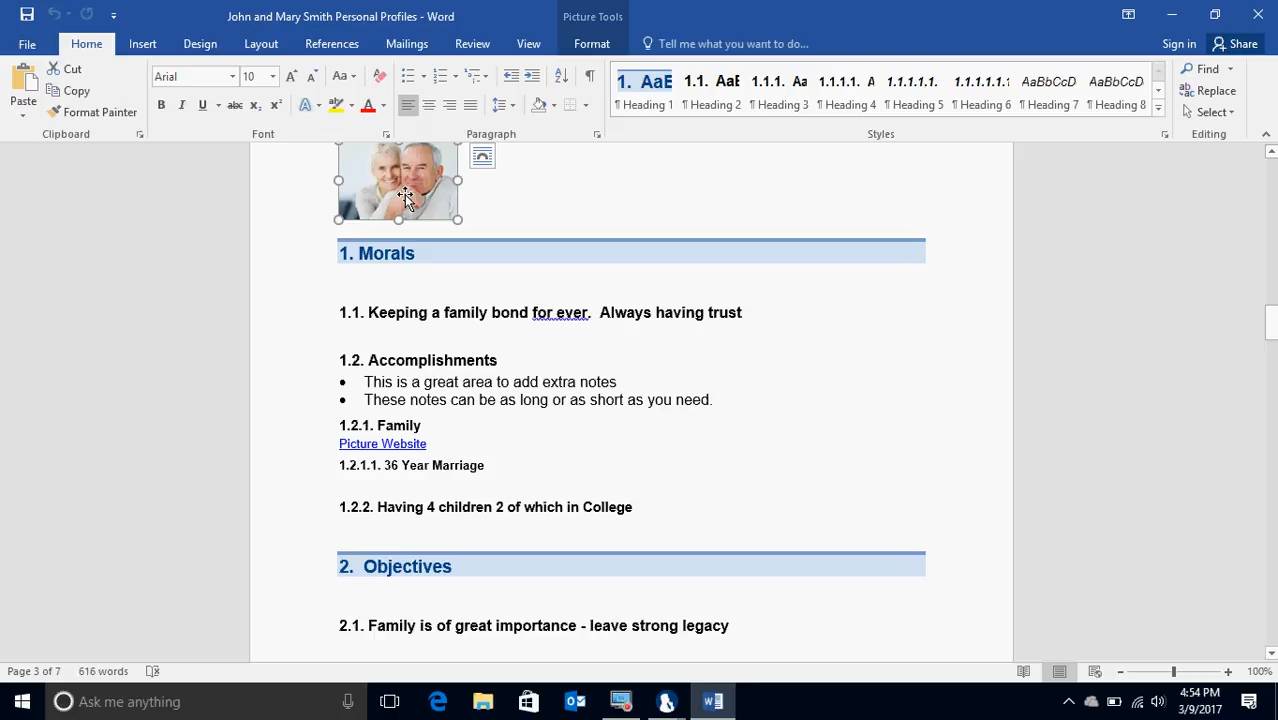 John and Mary Smith Personal Profiles - Word
Picture Tools
File Home Insert Design Layout References Mailings Review View Format Tell me what you want to do... Sign in Share
Paste
Cut
Copy
Format Painter
Clipboard
Arial 10
Font
Paragraph
1. AaE 1.1. AaE 1.1.1. Aa 1.1.1.1. A 1.1.1.1.1. 1.1.1.1.1.1 AaBbCcD AaBbCcD
¶ Heading 1 ¶ Heading 2 ¶ Heading 3 ¶ Heading 4 ¶ Heading 5 ¶ Heading 6 ¶ Heading 7 ¶ Heading 8
Styles
Find
Replace
Select
Editing
1. Morals
1.1. Keeping a family bond for ever. Always having trust
1.2. Accomplishments
• This is a great area to add extra notes
• These notes can be as long or as short as you need.
1.2.1. Family
Picture Website
1.2.1.1. 36 Year Marriage
1.2.2. Having 4 children 2 of which in College
2. Objectives
2.1. Family is of great importance - leave strong legacy
Page 3 of 7 616 words 100%
Ask me anything
4:54 PM
3/9/2017